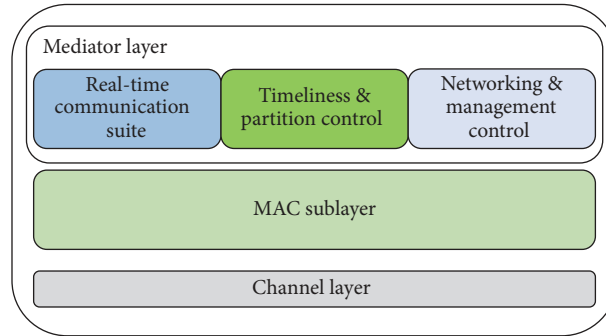 Mediator layer
Real-time
communication
suite
Timeliness &
partition control
Networking &
management
control
MAC sublayer
Channel layer